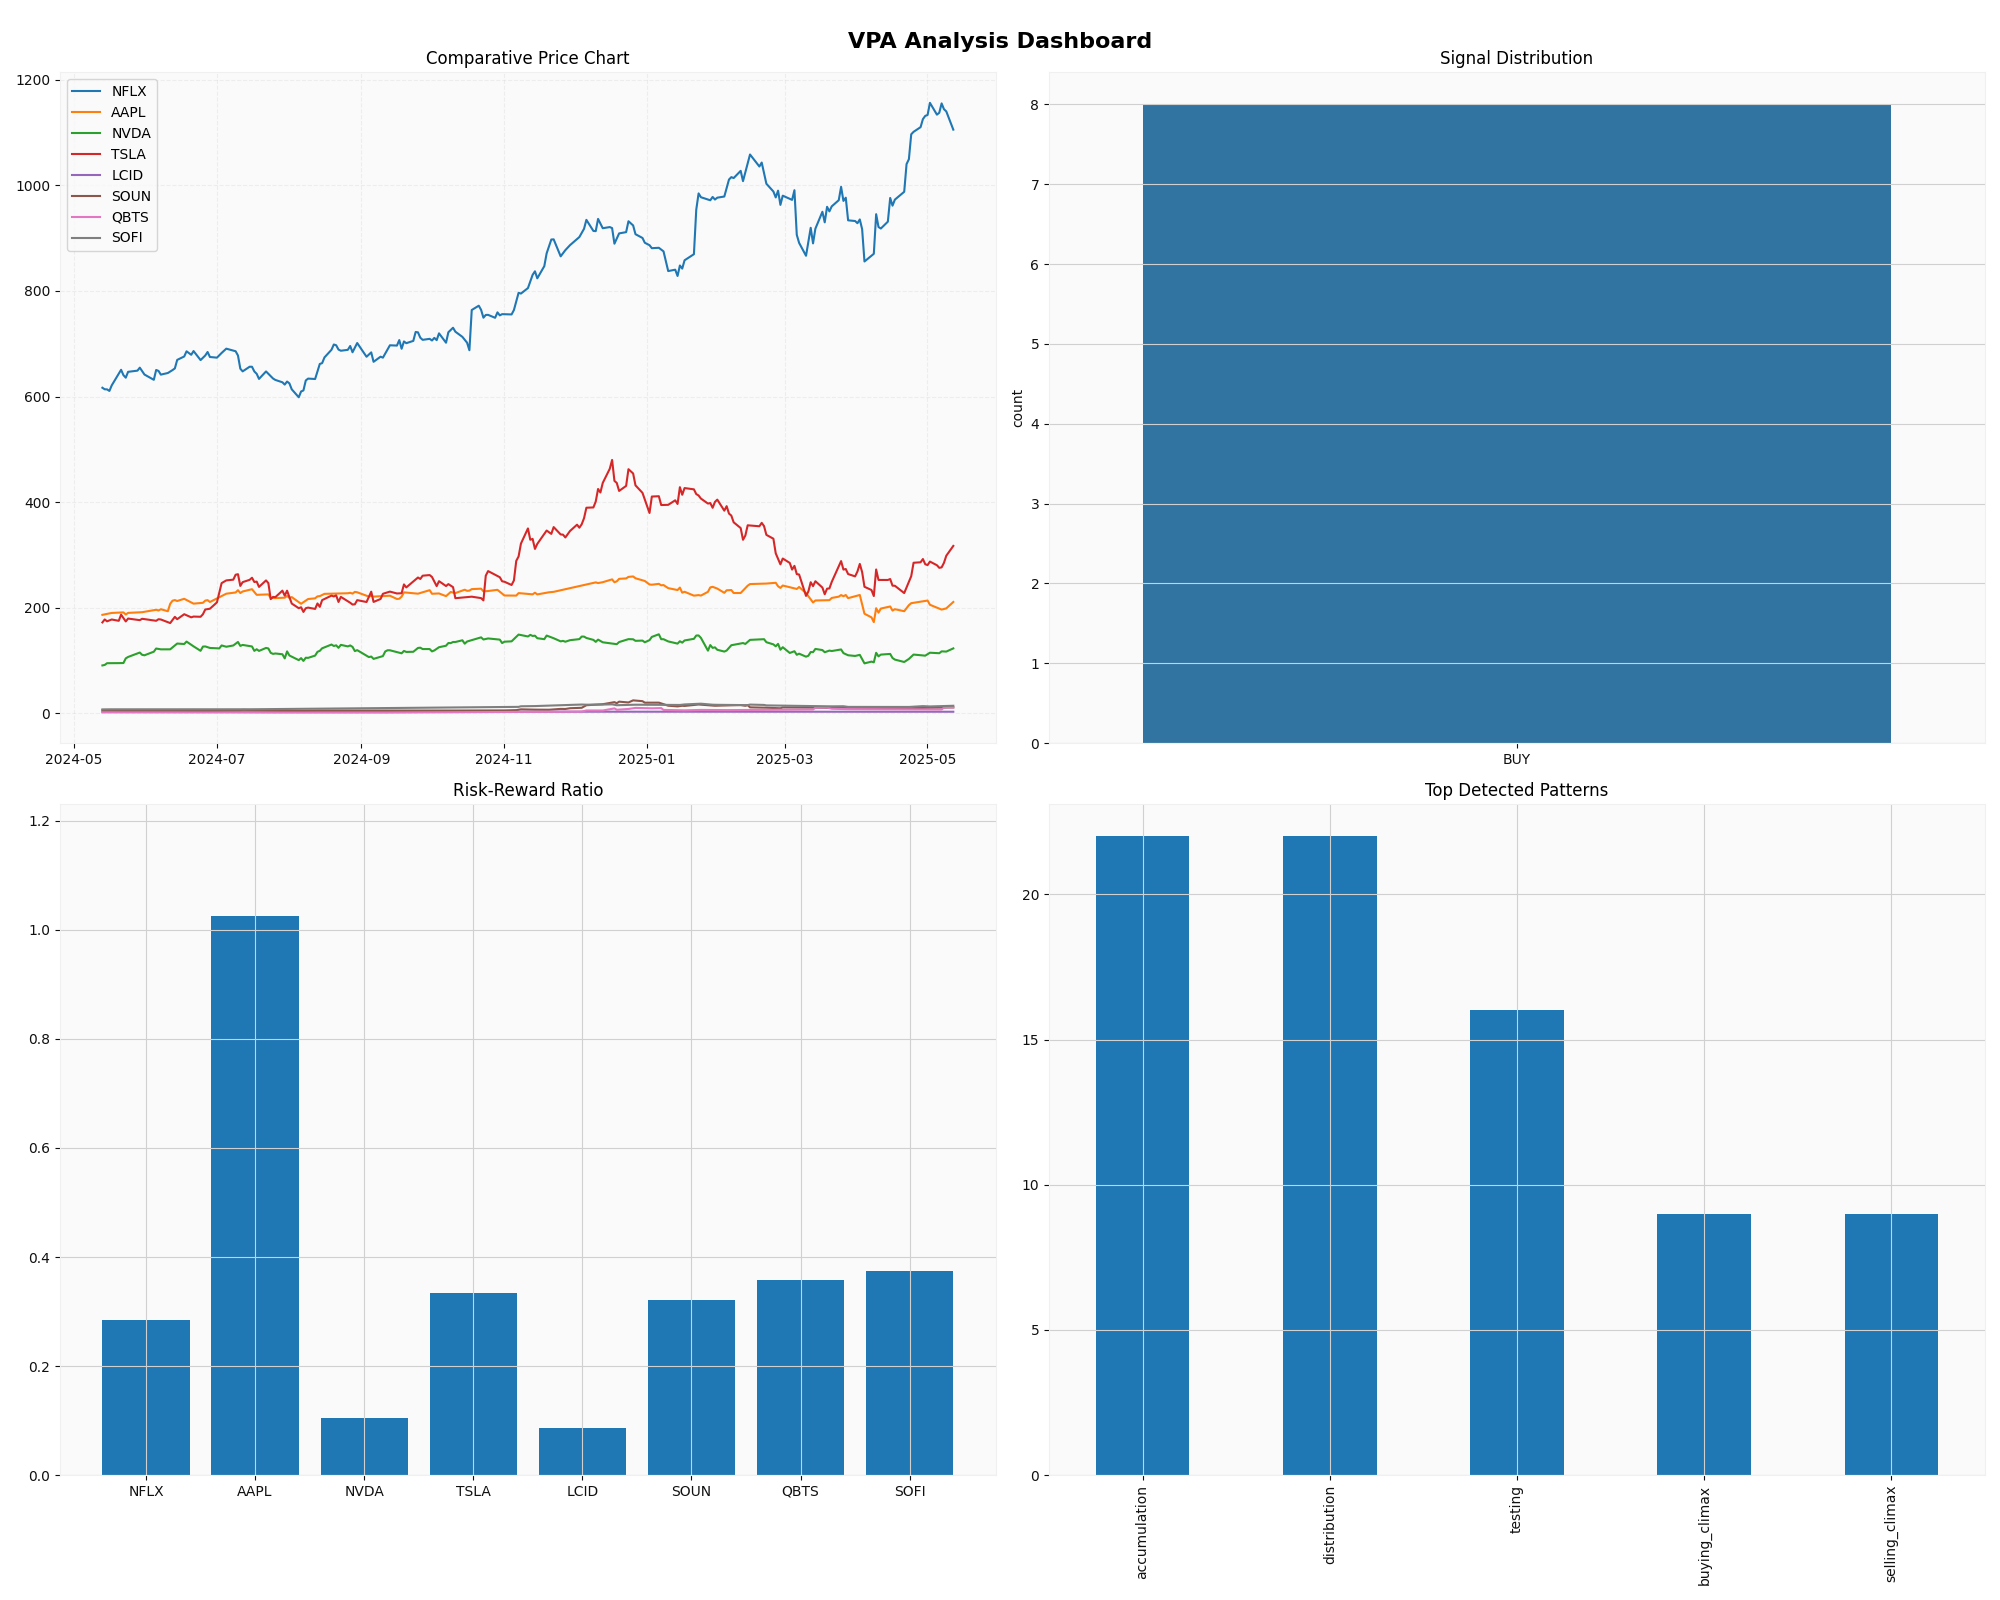 VPA Analysis Dashboard
Comparative Price Chart
1200
1000
800
600
400
200
0
NFLX
AAPL
NVDA
TSLA
LCID
SOUN
QBTS
SOFI
2024-05 2024-07 2024-09 2024-11 2025-01 2025-03 2025-05
Signal Distribution
count
8
7
6
5
4
3
2
1
0
BUY
Risk-Reward Ratio
1.2
1.0
0.8
0.6
0.4
0.2
0.0
NFLX AAPL NVDA TSLA LCID SOUN QBTS SOFI
Top Detected Patterns
20
15
10
5
0
accumulation
distribution
testing
buying_climax
selling_climax